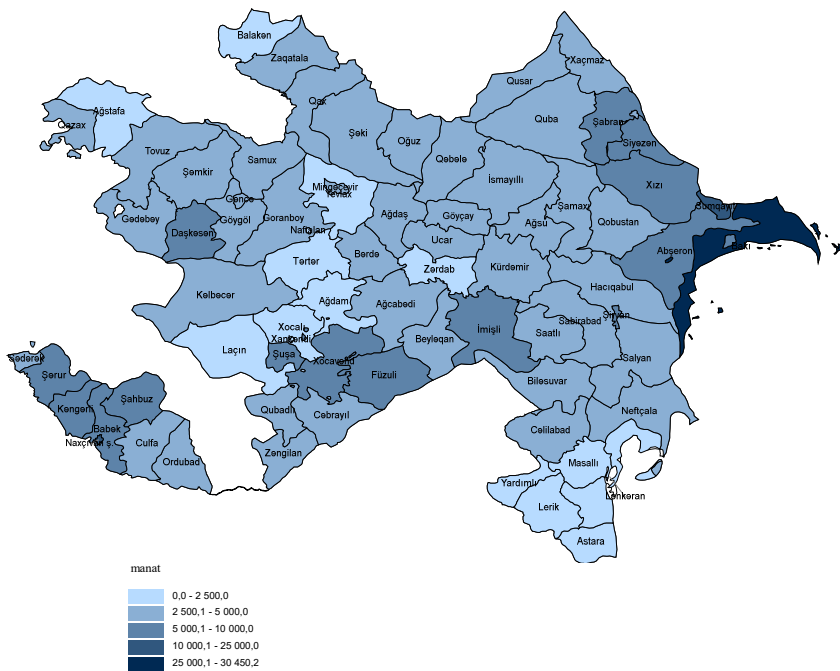 Balakən
Zaqatala
Xaçmaz
Qax
Qusar
Ağstafa
Qazax
Quba
Şabran
Şəki
Oğuz
Siyəzən
Tovuz
Samux
Qəbələ
Şəmkir
İsmayıllı
Xızı
Mingəçevir
Yevlax
Gəncə
Sumqayıt
Gədəbəy
Göygöl
Goranboy
Ağdaş
Göyçay
Şamaxı
Ağsu
Qobustan
Daşkəsən
Naftalan
Ucar
Bakı
Abşeron
Tərtər
Bərdə
Zərdab
Kürdəmir
Hacıqabul
Kəlbəcər
Ağdam
Ağcabədi
Şirvan
Sabirabad
Xocalı
Xankəndi
İmişli
Saatlı
Beyləqan
Laçın
Şuşa
Xocavənd
Salyan
Sədərək
Şərur
Füzuli
Biləsuvar
Şahbuz
Kəngərli
Qubadlı
Cəbrayıl
Neftçala
Babək
Cəlilabad
Naxçıvan ş.
Culfa
Ordubad
Zəngilan
Masallı
Yardımlı
Lənkəran
Lerik
Astara
manat
0,0 - 2 500,0
2 500,1 - 5 000,0
5 000,1 - 10 000,0
10 000,1 - 25 000,0
25 000,1 - 30 450,2